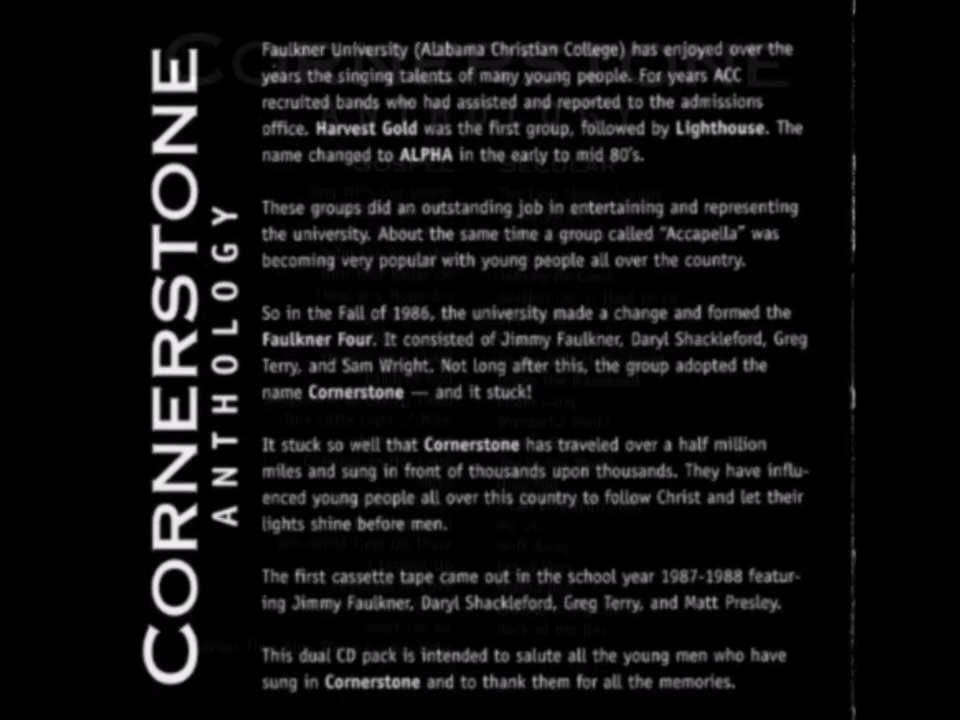 CORNERSTONE
ANTHOLOGY
Faulkner University (Alabama Christian College) has enjoyed over the
years the singing talents of many young people. For years ACC
recruited bands who had assisted and reported to the admissions
office. Harvest Gold was the first group, followed by Lighthouse. The
name changed to ALPHA in the early to mid 80's.
These groups did an outstanding job in entertaining and representing
the university. About the same time a group called "Accapella" was
becoming very popular with young people all over the country.
So in the Fall of 1986, the university made a change and formed the
Faulkner Four. It consisted of Jimmy Faulkner, Daryl Shackleford, Greg
Terry, and Sam Wright. Not long after this, the group adopted the
name Cornerstone — and it stuck!
It stuck so well that Cornerstone has traveled over a half million
miles and sung in front of thousands upon thousands. They have influ-
enced young people all over this country to follow Christ and let their
lights shine before men.
The first cassette tape came out in the school year 1987-1988 featur-
ing Jimmy Faulkner, Daryl Shackleford, Greg Terry, and Matt Presley.
This dual CD pack is intended to salute all the young men who have
sung in Cornerstone and to thank them for all the memories.